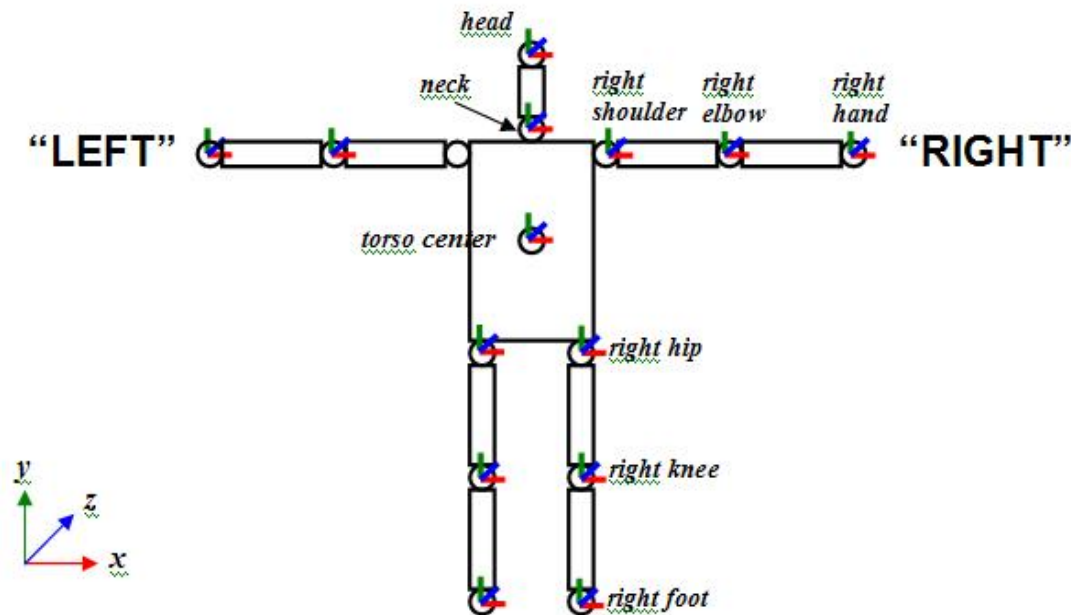 head
neck
right
shoulder
right
elbow
right
hand
“LEFT”
“RIGHT”
torso center
right hip
right knee
right foot
y
z
x